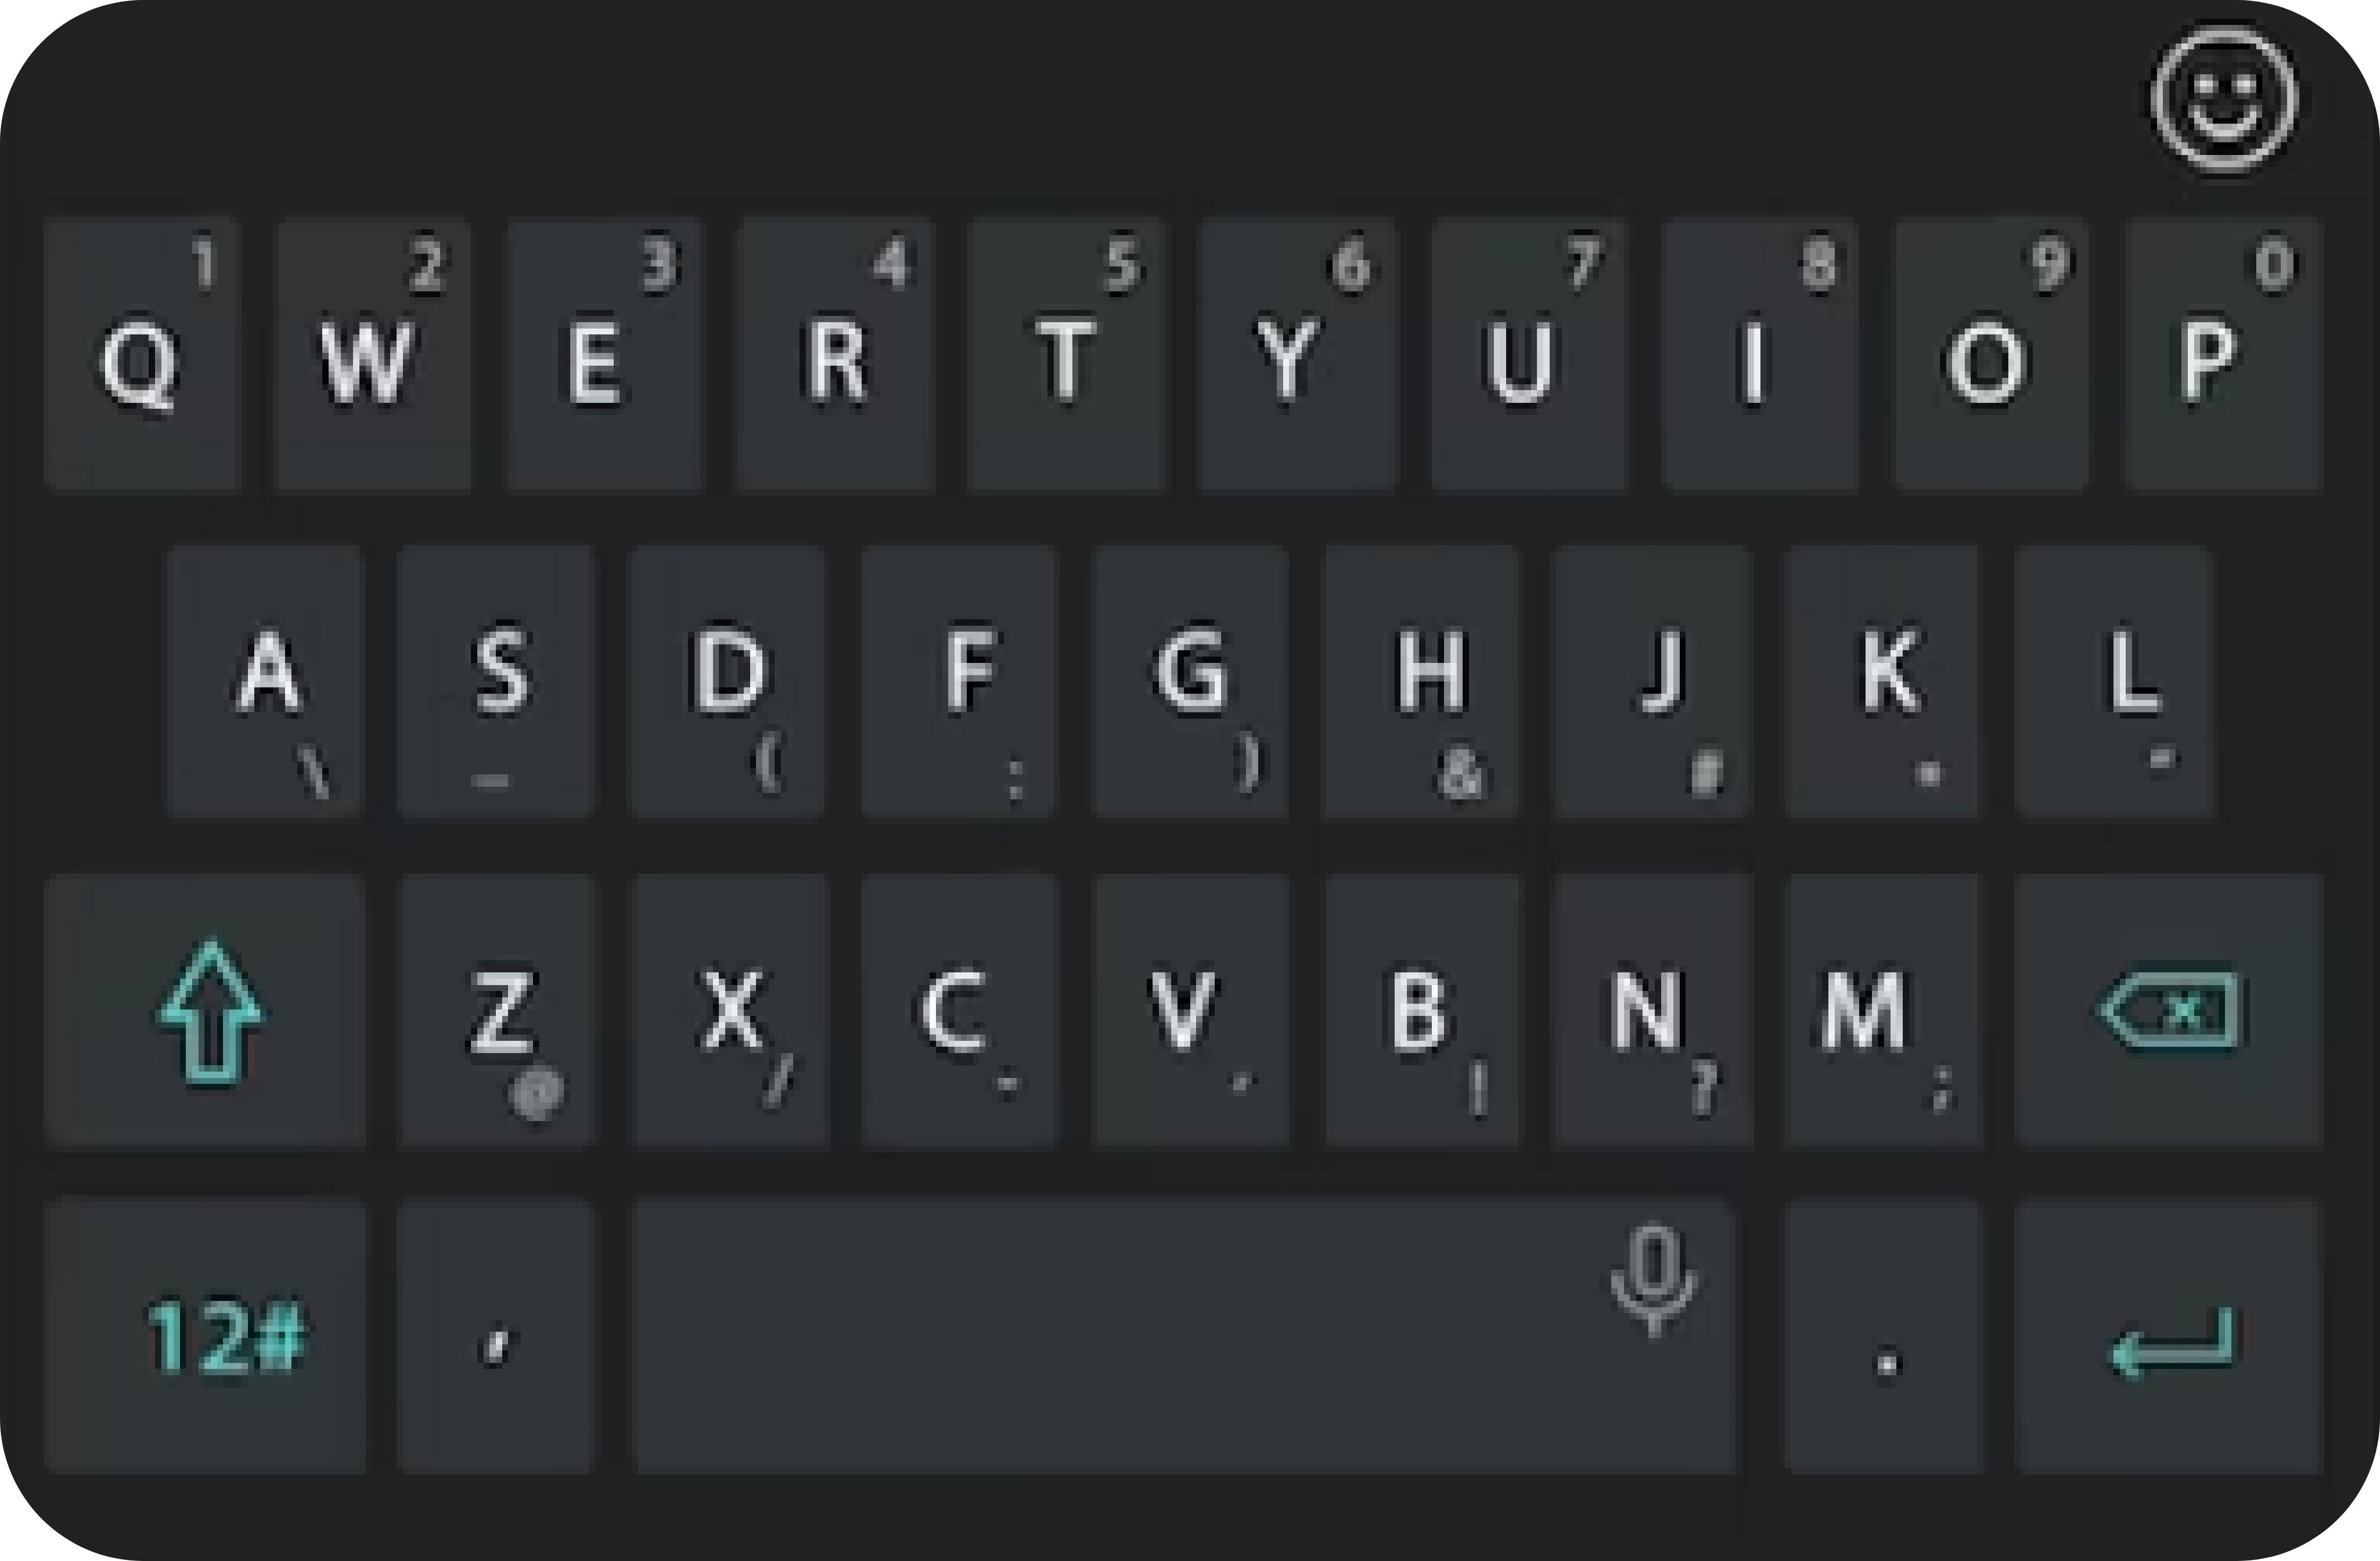 1 2 3 4 5 6 7 8 9 0
Q W E R T Y U I O P
A S D F G H J K L
\ _ ( : ) & #
Z X C V B N M
@ / ?  ;
12# , .